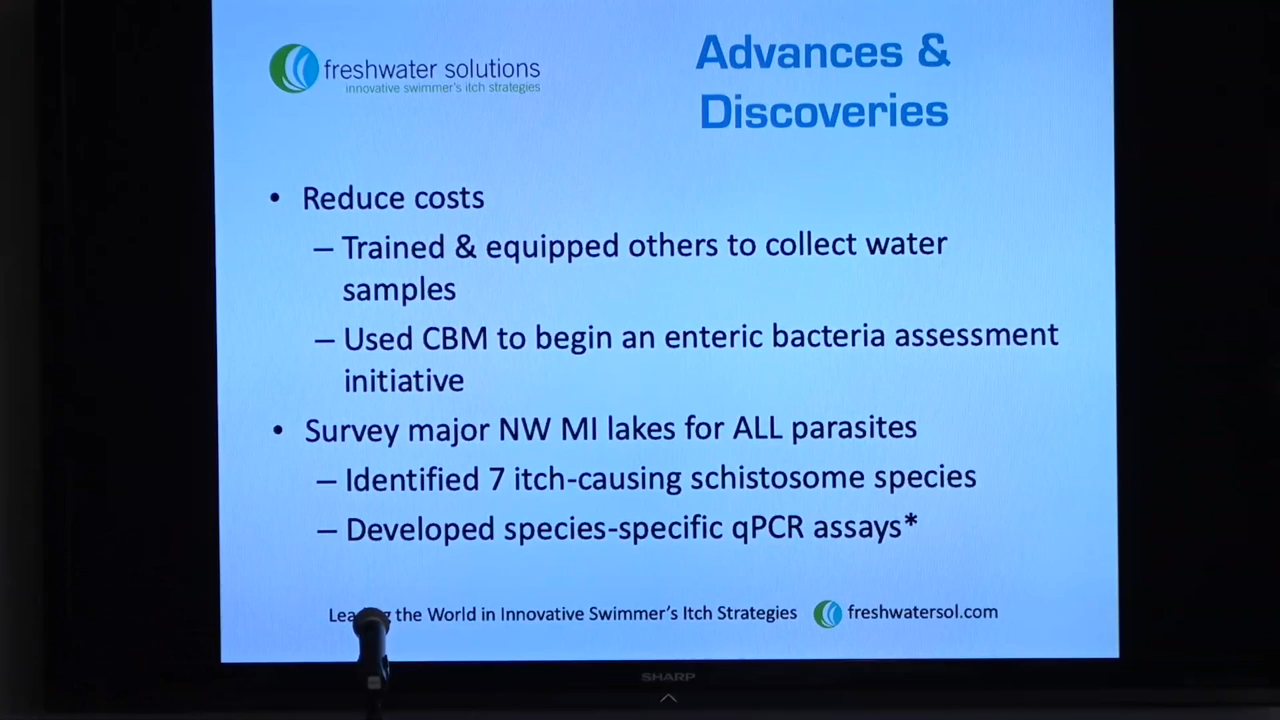 freshwater solutions
innovative swimmer's itch strategies
Advances &
Discoveries
• Reduce costs
– Trained & equipped others to collect water
samples
– Used CBM to begin an enteric bacteria assessment
initiative
• Survey major NW MI lakes for ALL parasites
– Identified 7 itch-causing schistosome species
– Developed species-specific qPCR assays*
the World in Innovative Swimmer's Itch Strategies freshwatersol.com
SHARP